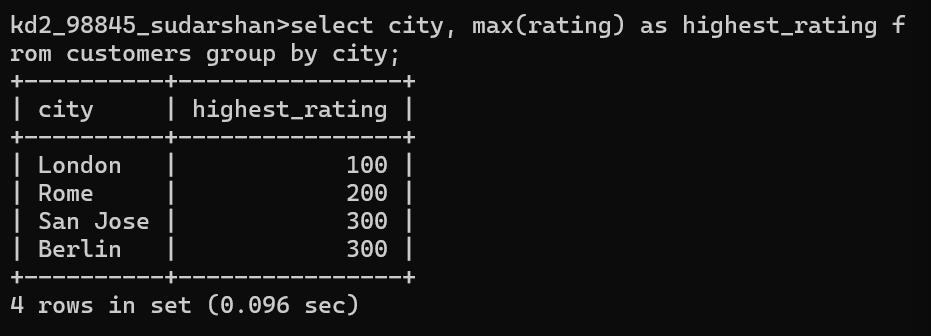 kd2_98845_sudarshan>select city, max(rating) as highest_rating f
rom customers group by city;
+----------+----------------+
| city     | highest_rating |
+----------+----------------+
| London   |            100 |
| Rome     |            200 |
| San Jose |            300 |
| Berlin   |            300 |
+----------+----------------+
4 rows in set (0.096 sec)